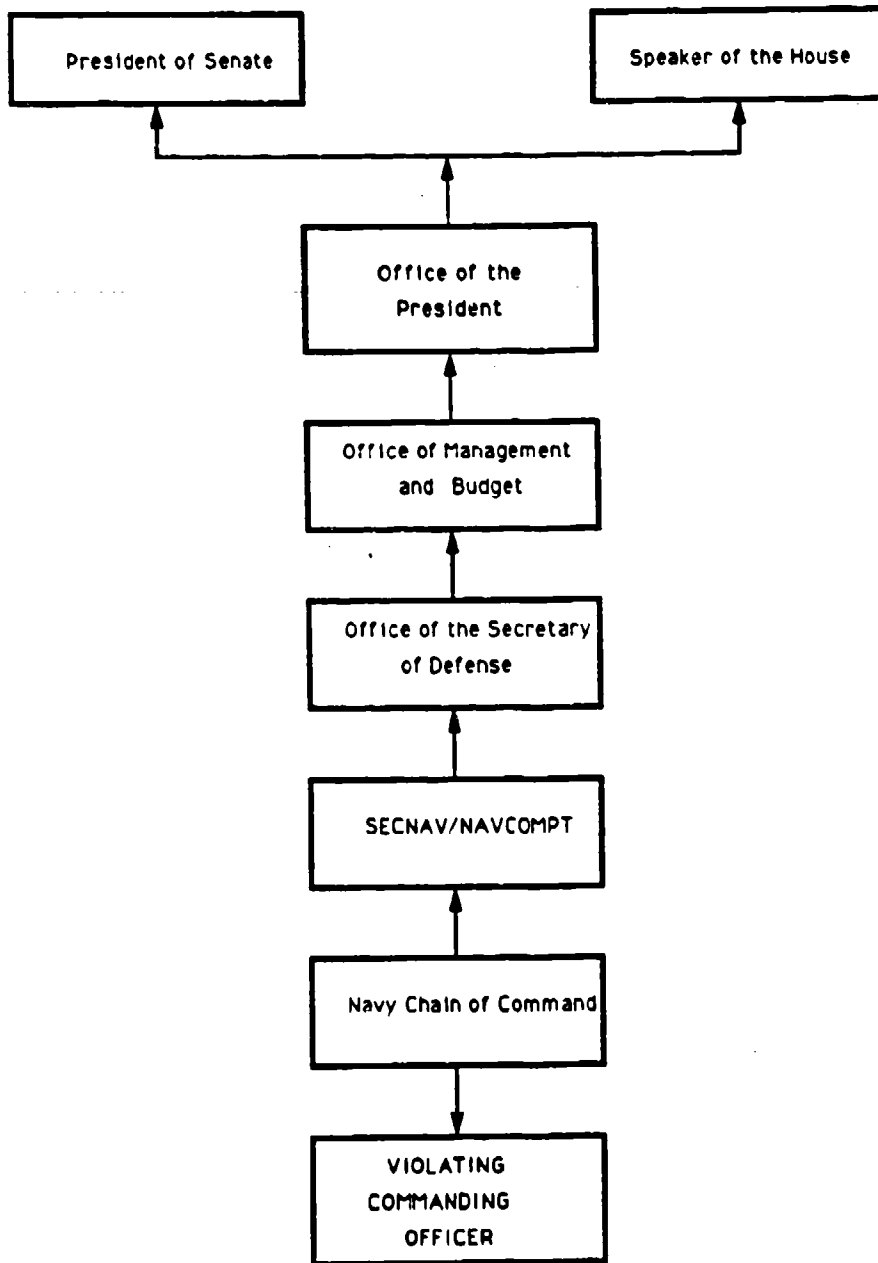 President of Senate
Speaker of the House
Office of the
President
Office of Management
and Budget
Office of the Secretary
of Defense
SECNAV/NAVCOMPT
Navy Chain of Command
VIOLATING
COMMANDING
OFFICER